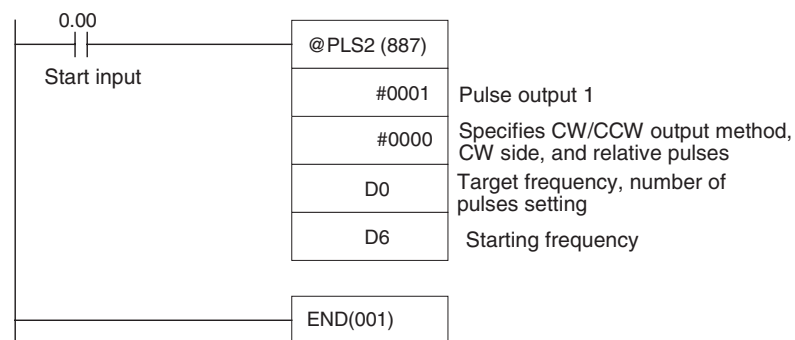 0.00
@PLS2 (887)
Start input
#0001
Pulse output 1
#0000
Specifies CW/CCW output method,
CW side, and relative pulses
D0
Target frequency, number of
pulses setting
D6
Starting frequency
END(001)